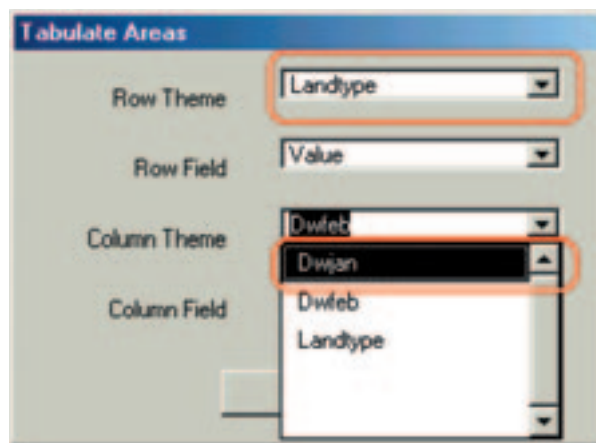 Tabulate Areas
Row Theme Landtype
Row Field Value
Column Theme Dwfeb
Dwjan
Column Field Dwfeb
Landtype